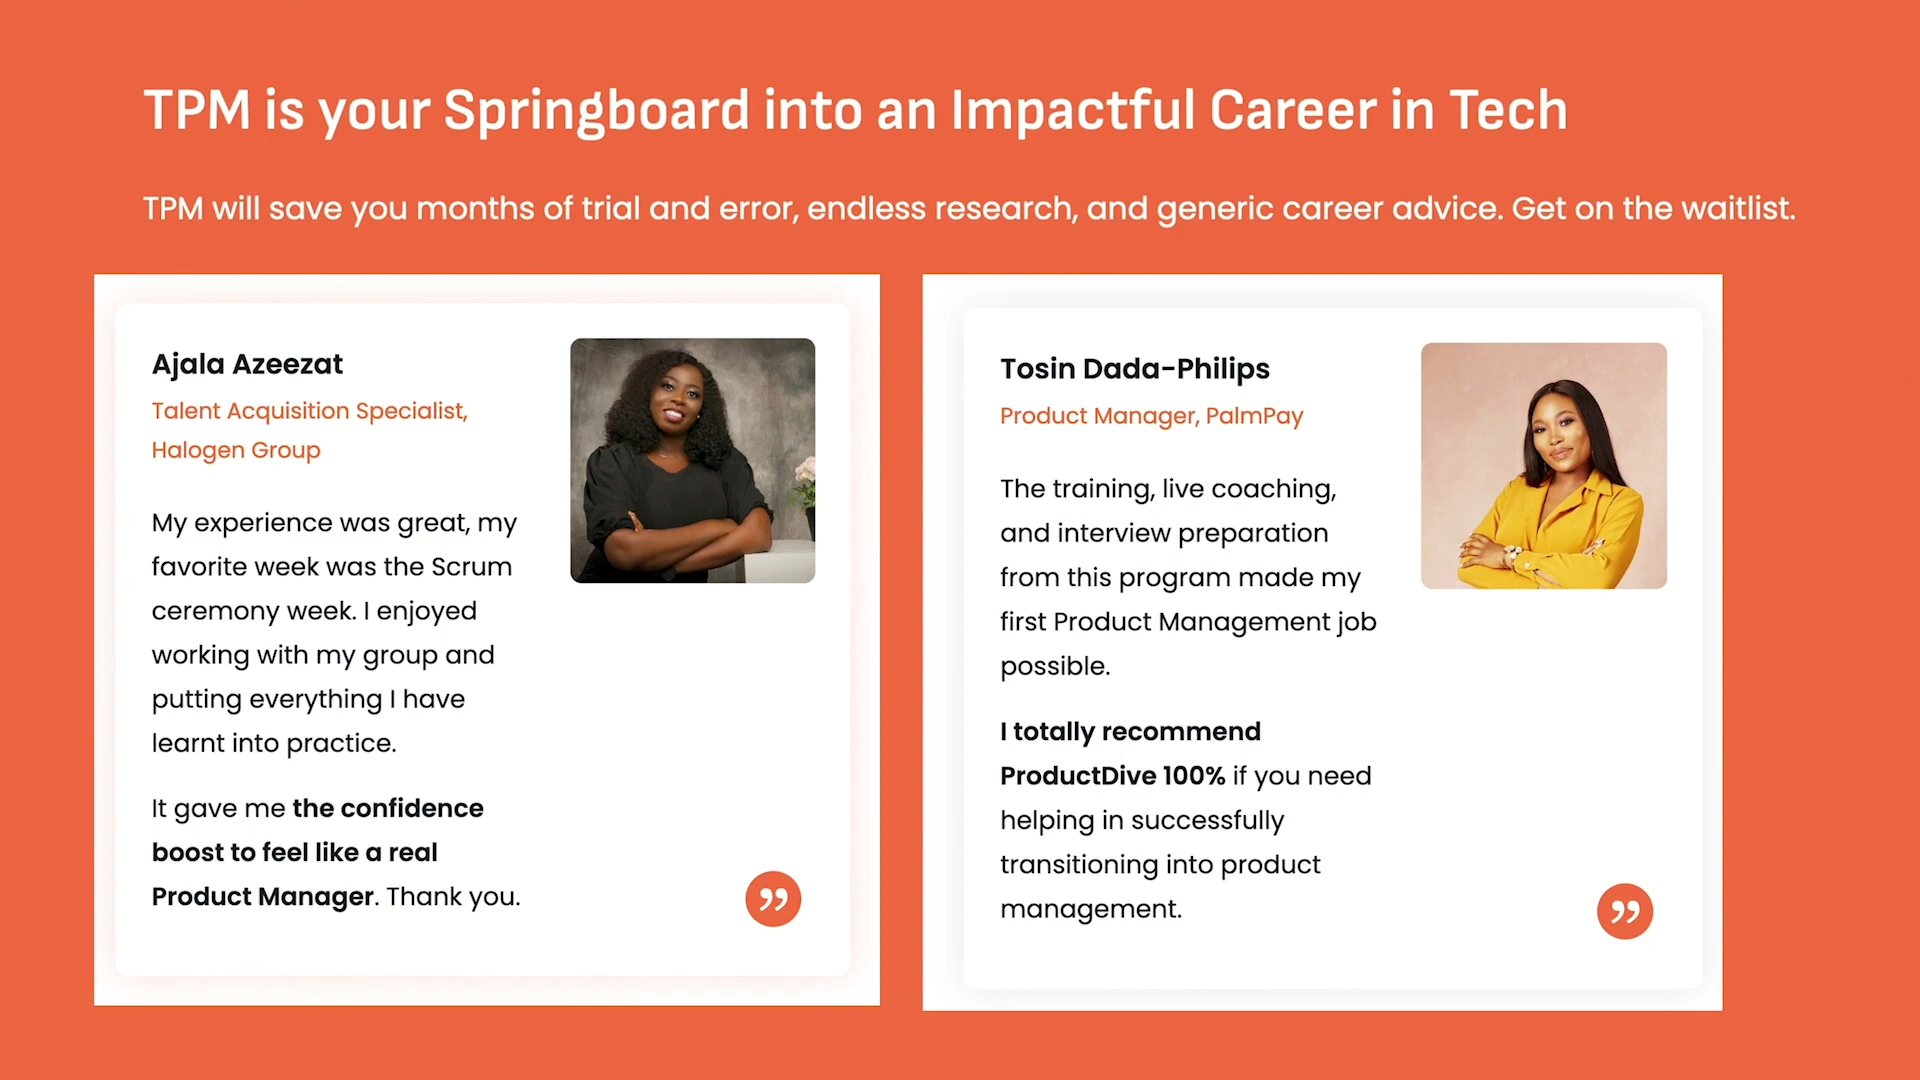 TPM is your Springboard into an Impactful Career in Tech
TPM will save you months of trial and error, endless research, and generic career advice. Get on the waitlist.
Ajala Azeezat
Talent Acquisition Specialist,
Halogen Group
My experience was great, my
favorite week was the Scrum
ceremony week. I enjoyed
working with my group and
putting everything I have
learnt into practice.
It gave me the confidence
boost to feel like a real
Product Manager. Thank you.
Tosin Dada-Philips
Product Manager, PalmPay
The training, live coaching,
and interview preparation
from this program made my
first Product Management job
possible.
I totally recommend
ProductDive 100% if you need
helping in successfully
transitioning into product
management.